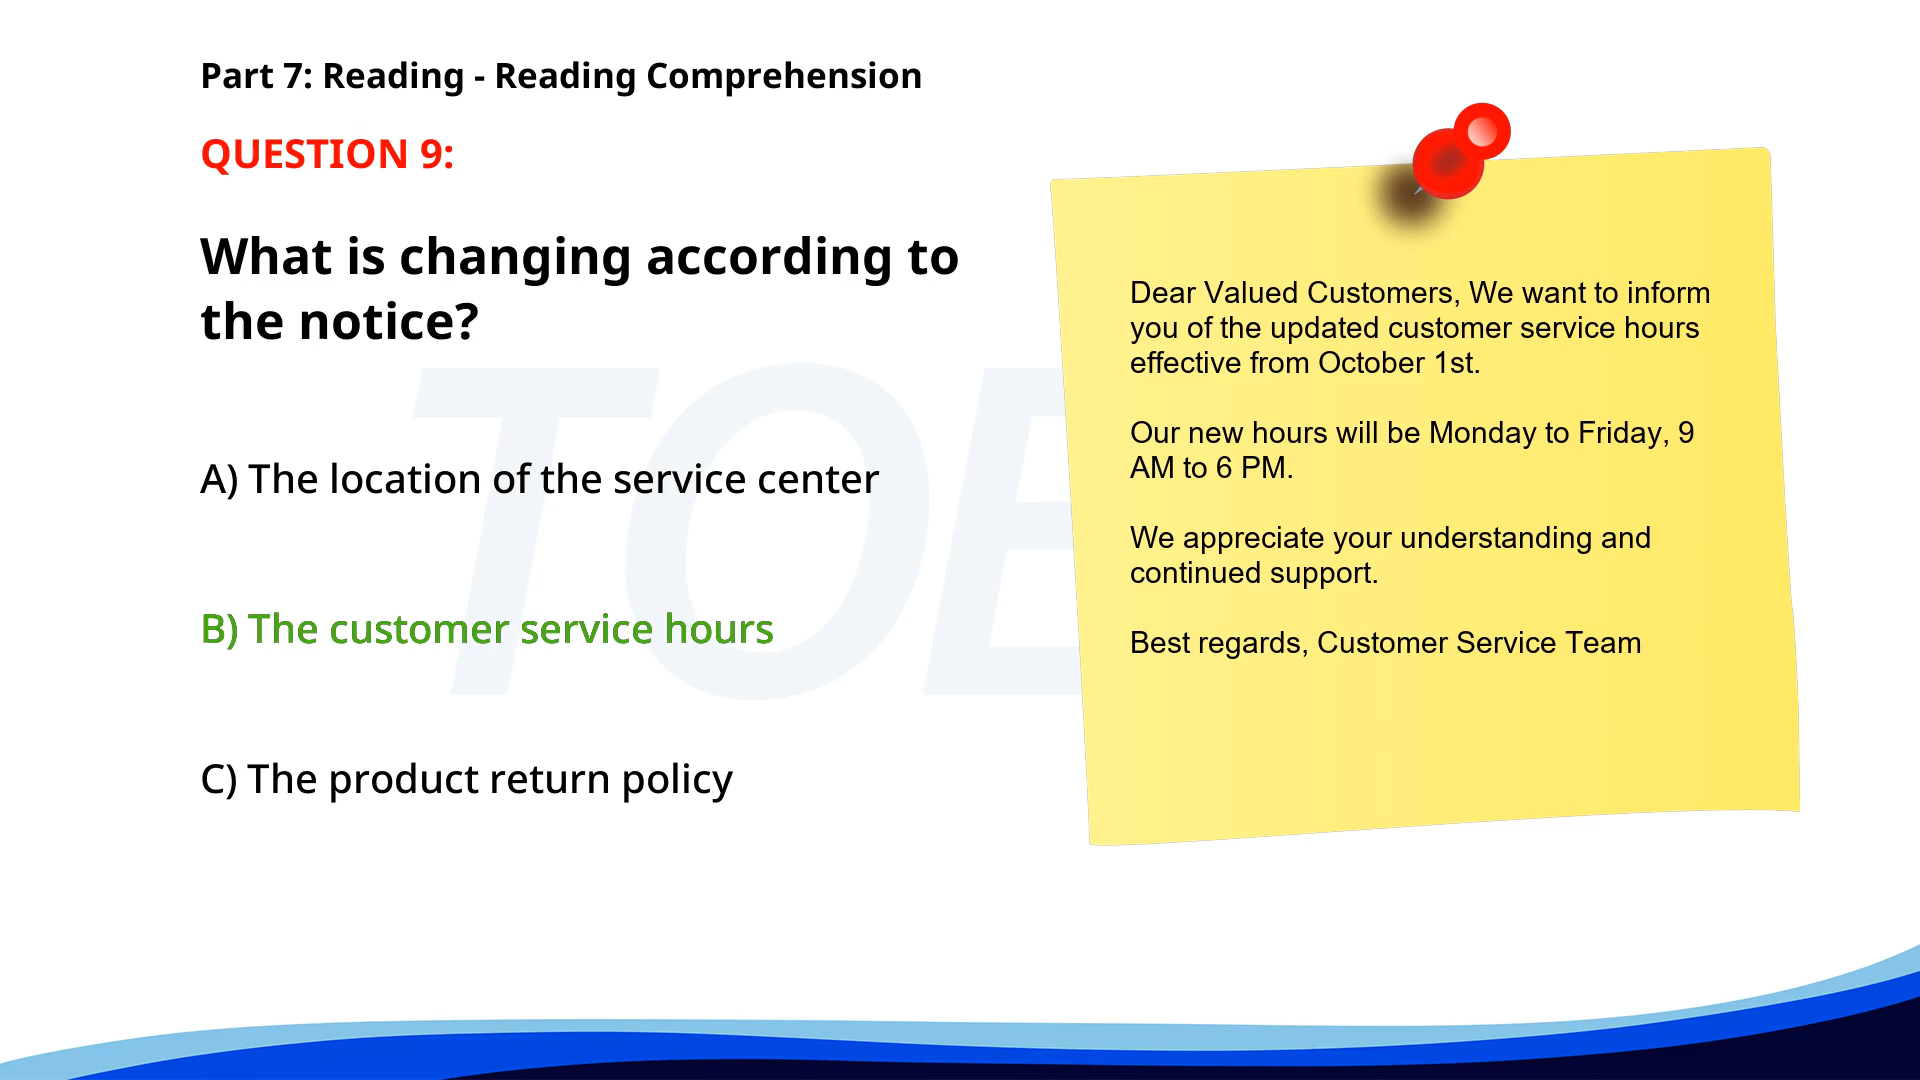 Part 7: Reading - Reading Comprehension
QUESTION 9:
What is changing according to
the notice?
A) The location of the service center
B) The customer service hours
C) The product return policy
Dear Valued Customers, We want to inform
you of the updated customer service hours
effective from October 1st.
Our new hours will be Monday to Friday, 9
AM to 6 PM.
We appreciate your understanding and
continued support.
Best regards, Customer Service Team
TOE